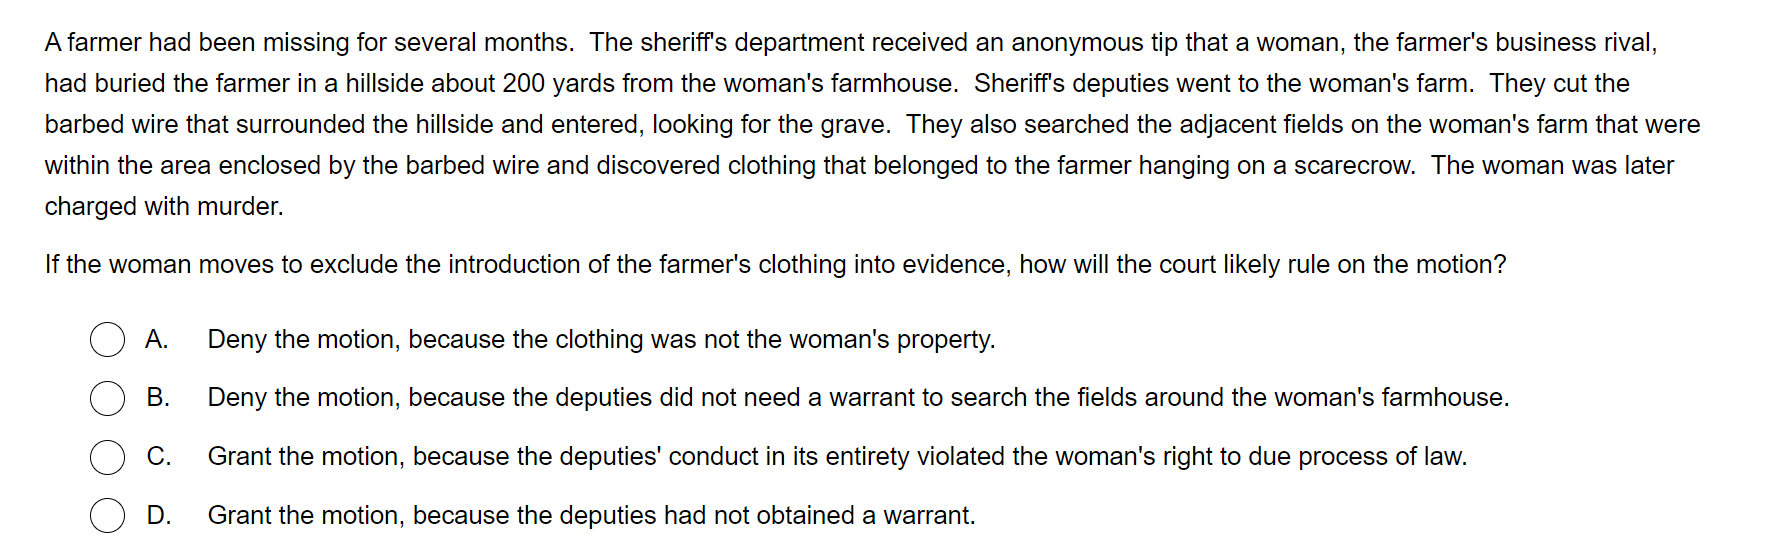 A farmer had been missing for several months.  The sheriff's department received an anonymous tip that a woman, the farmer's business rival,
had buried the farmer in a hillside about 200 yards from the woman's farmhouse.  Sheriff's deputies went to the woman's farm.  They cut the
barbed wire that surrounded the hillside and entered, looking for the grave.  They also searched the adjacent fields on the woman's farm that were
within the area enclosed by the barbed wire and discovered clothing that belonged to the farmer hanging on a scarecrow.  The woman was later
charged with murder.
If the woman moves to exclude the introduction of the farmer's clothing into evidence, how will the court likely rule on the motion?
A. Deny the motion, because the clothing was not the woman's property.
B. Deny the motion, because the deputies did not need a warrant to search the fields around the woman's farmhouse.
C. Grant the motion, because the deputies' conduct in its entirety violated the woman's right to due process of law.
D. Grant the motion, because the deputies had not obtained a warrant.